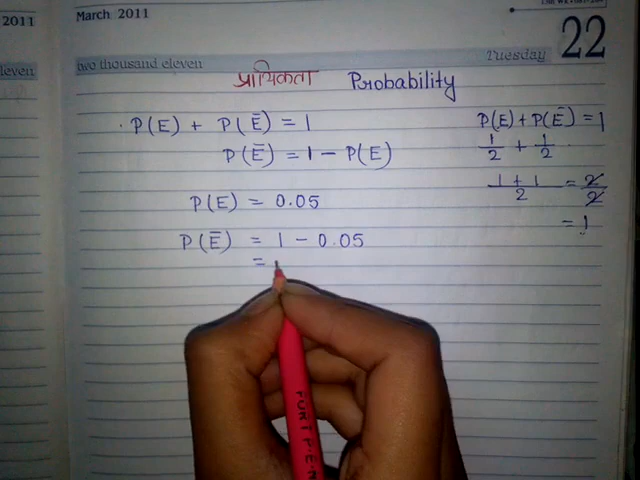 2011
March 2011
22
leven
two thousand eleven
Tuesday
प्रायिकता Probability
P(E) + P(Ē) = 1
P(Ē) = 1 - P(E)
P(E) = 0.05
P(Ē) = 1 - 0.05
=
P(E) + P(Ē) = 1
1/2 + 1/2
1 + 1/2 = 2/2
= 1